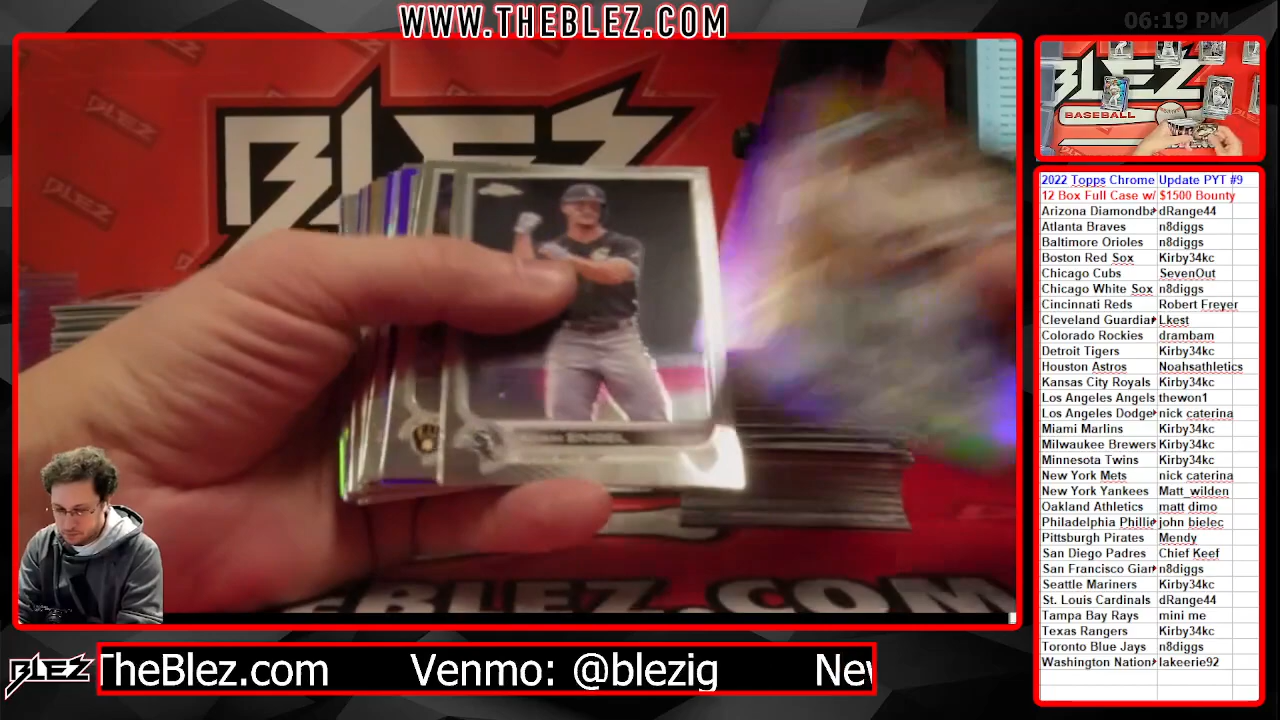 WWW.THEBLEZ.COM
06:19 PM
BLEZ
BLEZ
BASEBALL
ENGEL
BLEZ.COM
2022 Topps Chrome Update PYT #9
12 Box Full Case w/ $1500 Bounty
Arizona Diamondba dRange44
Atlanta Braves n8diggs
Baltimore Orioles n8diggs
Boston Red Sox Kirby34kc
Chicago Cubs SevenOut
Chicago White Sox n8diggs
Cincinnati Reds Robert Freyer
Cleveland Guardia Lkest
Colorado Rockies drambam
Detroit Tigers Kirby34kc
Houston Astros Noahsathletics
Kansas City Royals Kirby34kc
Los Angeles Angels thewon1
Los Angeles Dodge nick caterina
Miami Marlins Kirby34kc
Milwaukee Brewers Kirby34kc
Minnesota Twins Kirby34kc
New York Mets nick caterina
New York Yankees Matt_wilden
Oakland Athletics matt dimo
Philadelphia Phillie john bielec
Pittsburgh Pirates Mendy
San Diego Padres Chief Keef
San Francisco Gian n8diggs
Seattle Mariners Kirby34kc
St. Louis Cardinals dRange44
Tampa Bay Rays mini me
Texas Rangers Kirby34kc
Toronto Blue Jays n8diggs
Washington Nation lakeerie92
BLEZ
TheBlez.com Venmo: @blezig New